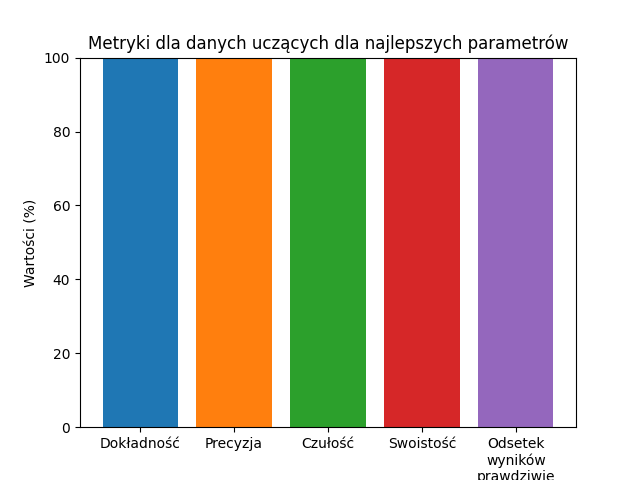 Metryki dla danych uczących dla najlepszych parametrów
100
80
60
40
20
0
Wartości (%)
Dokładność
Precyzja
Czułość
Swoistość
Odsetek
wyników
prawdziwie